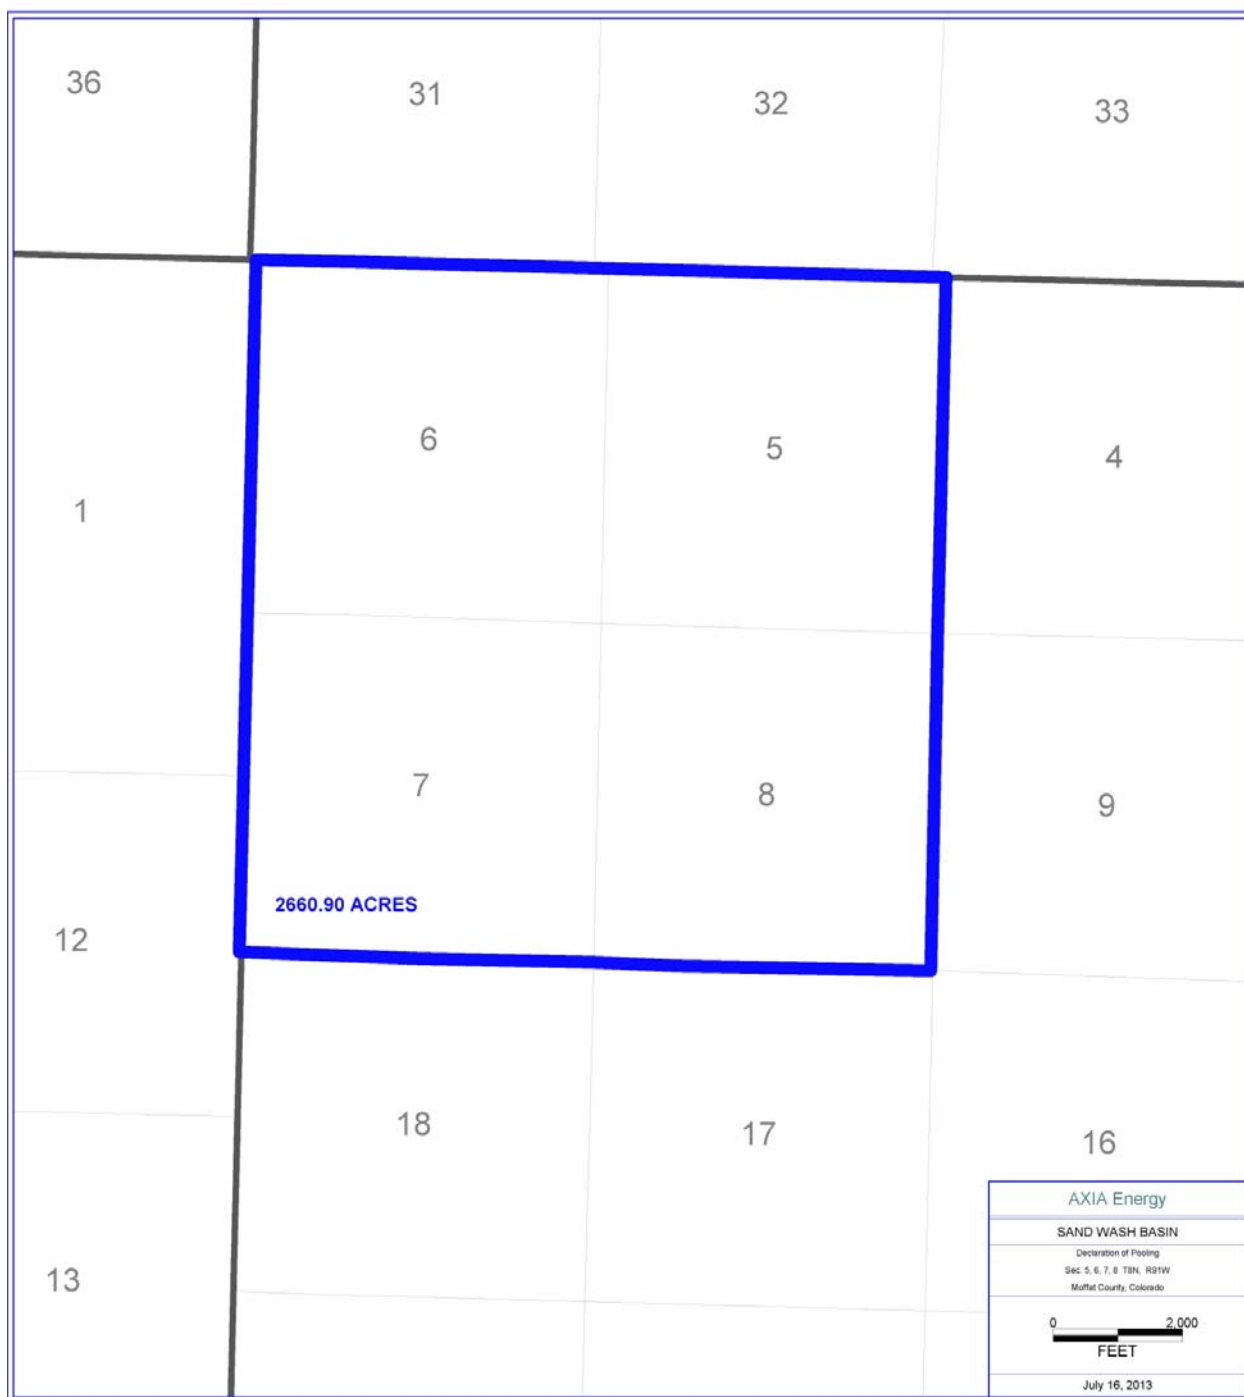 36
31
32
33
6
5
4
1
7
8
9
2660.90 ACRES
12
18
17
16
13
AXIA Energy
SAND WASH BASIN
Declaration of Pooling
Sec. 5, 6, 7, 8 T8N, R91W
Moffat County, Colorado
0 2,000
FEET
July 16, 2013